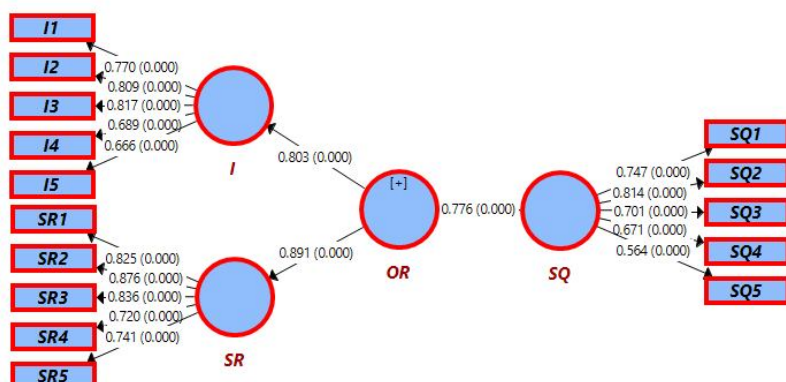 I1
I2
I3
I4
I5
0.770 (0.000)
0.809 (0.000)
0.817 (0.000)
0.689 (0.000)
0.666 (0.000)
I
SR1
SR2
SR3
SR4
SR5
0.825 (0.000)
0.876 (0.000)
0.836 (0.000)
0.720 (0.000)
0.741 (0.000)
SR
0.803 (0.000)
0.891 (0.000)
[+]
OR
0.776 (0.000)
SQ
0.747 (0.000)
0.814 (0.000)
0.701 (0.000)
0.671 (0.000)
0.564 (0.000)
SQ1
SQ2
SQ3
SQ4
SQ5